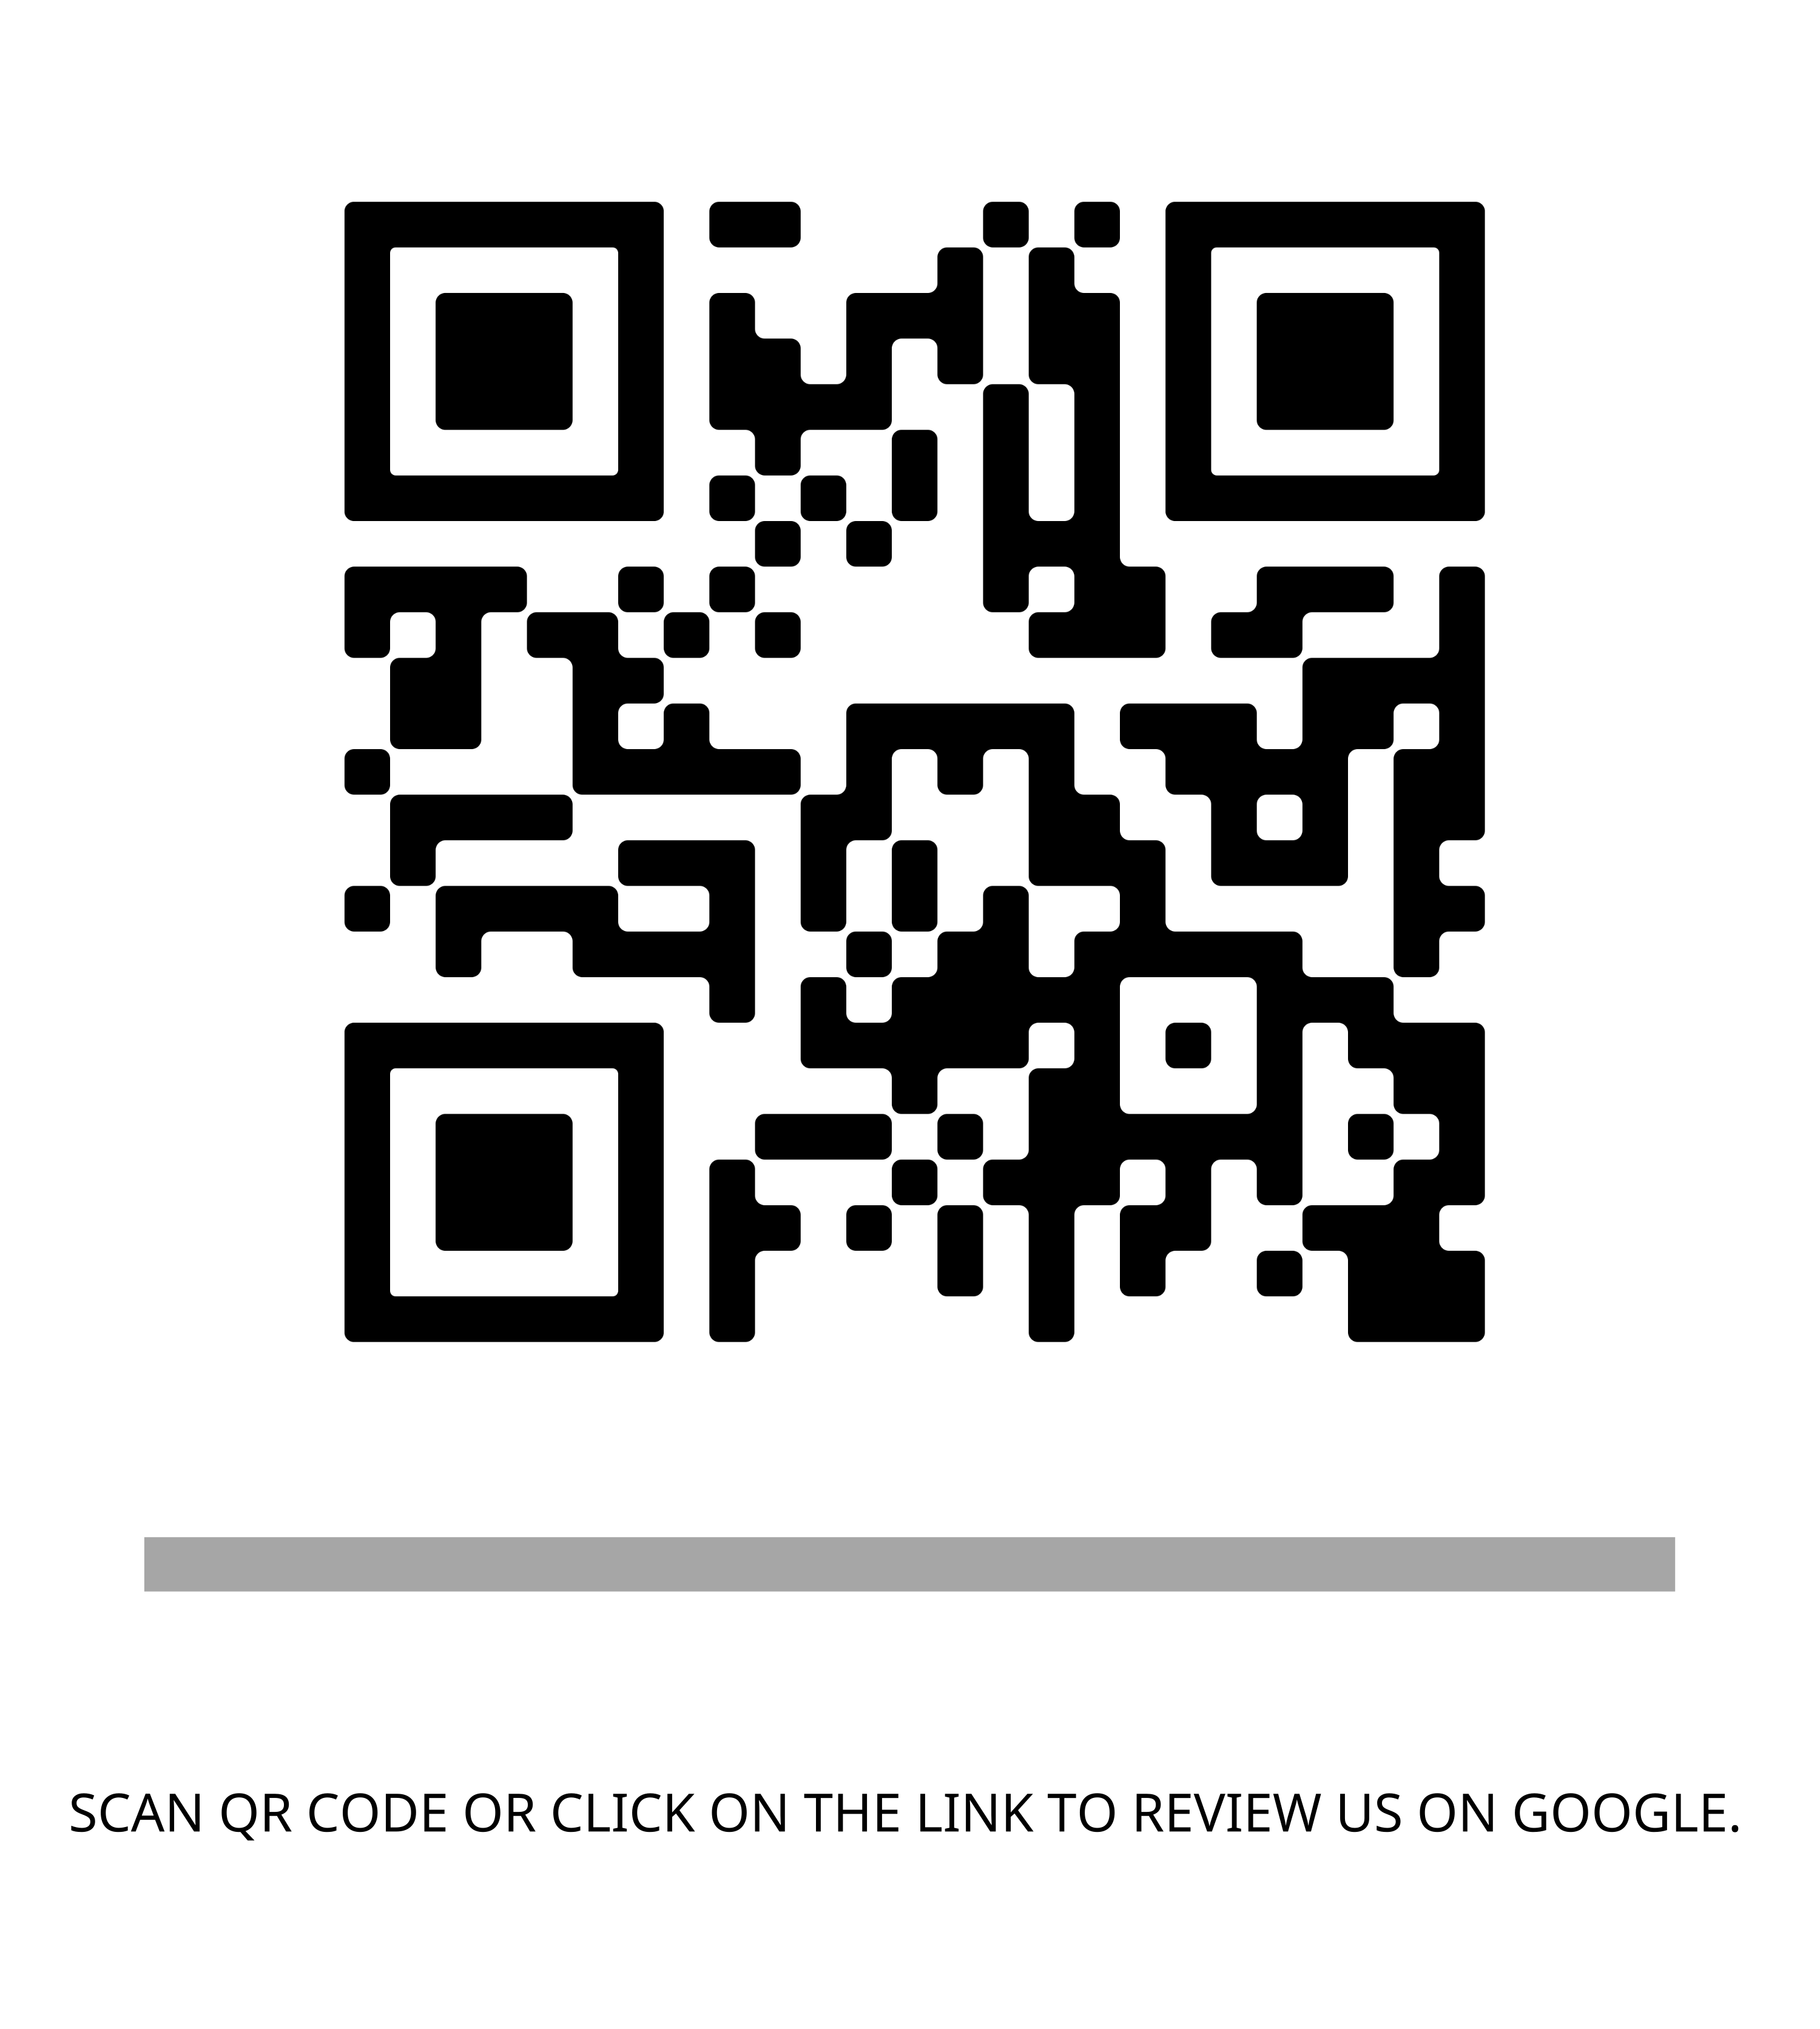 SCAN QR CODE OR CLICK ON THE LINK TO REVIEW US ON GOOGLE.